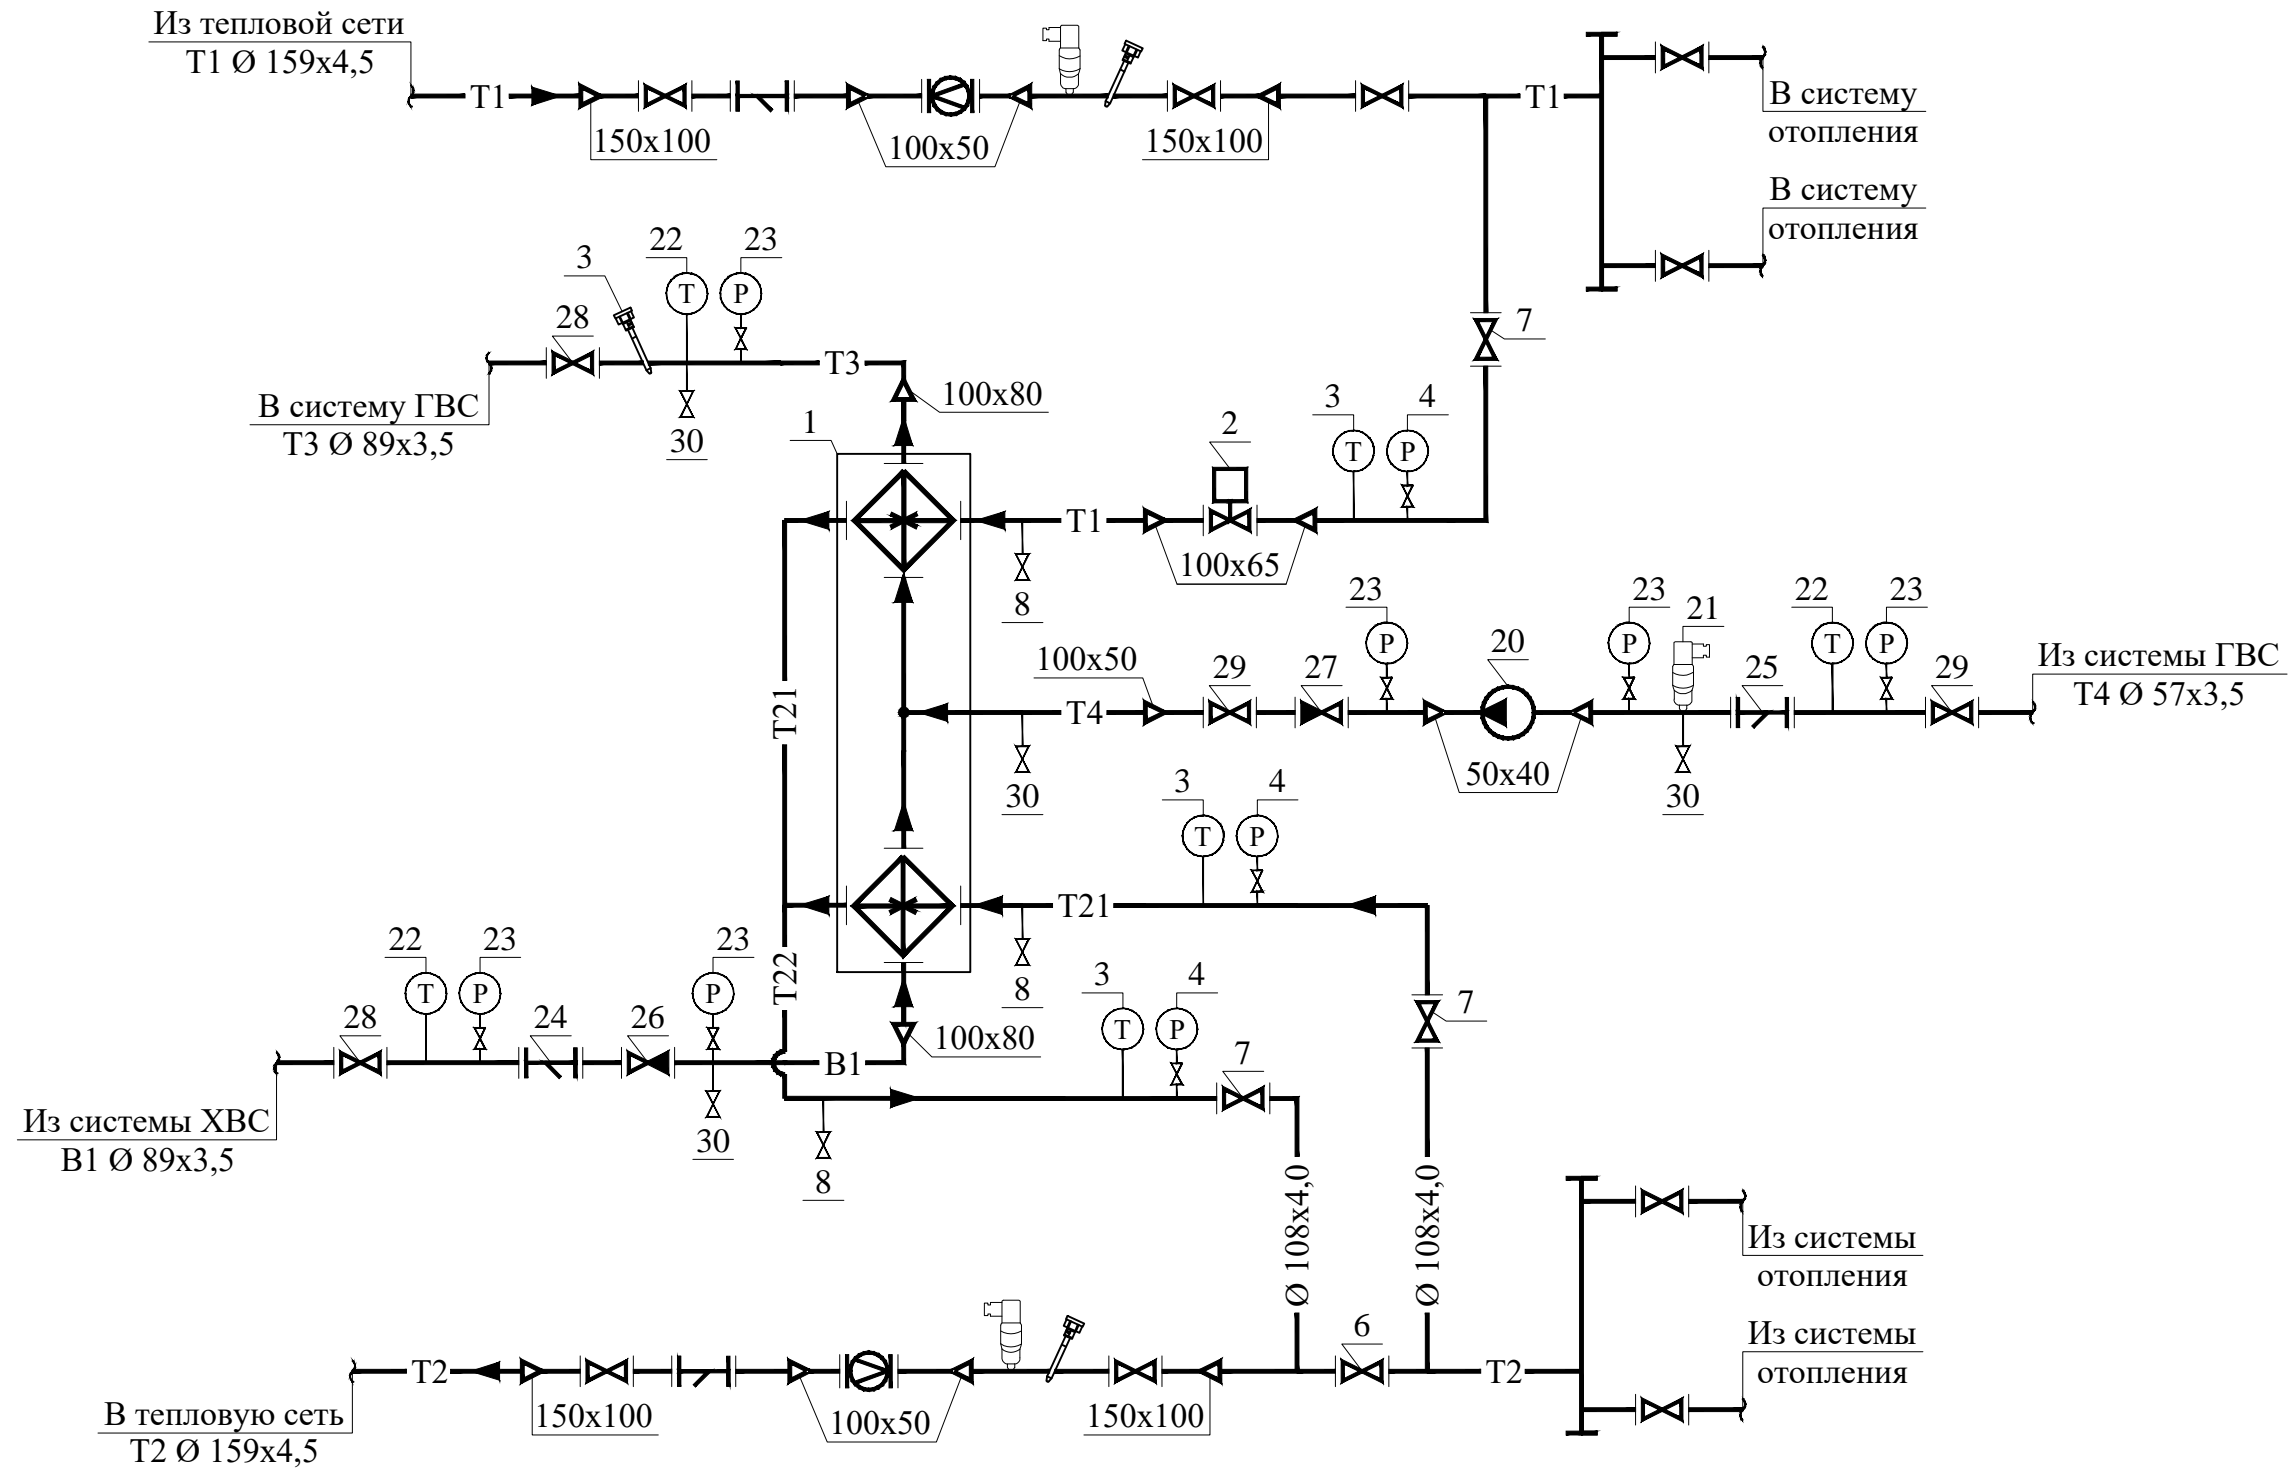 Из тепловой сети
Т1 Ø 159х4,5
Т1
150х100
100х50
150х100
Т1
В систему
отопления
В систему
отопления
3
22
23
Т
Р
28
Т3
7
В систему ГВС
Т3 Ø 89х3,5
30
100х80
1
2
3
4
Т
Р
Т1
100х65
8
23
23
21
22
23
Р
20
Р
Т
Р
100х50
29
27
25
29
Из системы ГВС
Т4 Ø 57х3,5
Т21
Т4
50х40
30
30
3
4
Т
Р
Т21
22
23
23
Т22
8
3
4
Т
Р
Р
28
24
26
Т
Р
7
100х80
7
В1
Из системы ХВС
В1 Ø 89х3,5
30
8
Ø 108х4,0
Ø 108х4,0
Из системы
отопления
Из системы
отопления
6
Т2
Т2
В тепловую сеть
Т2 Ø 159х4,5
150х100
100х50
150х100